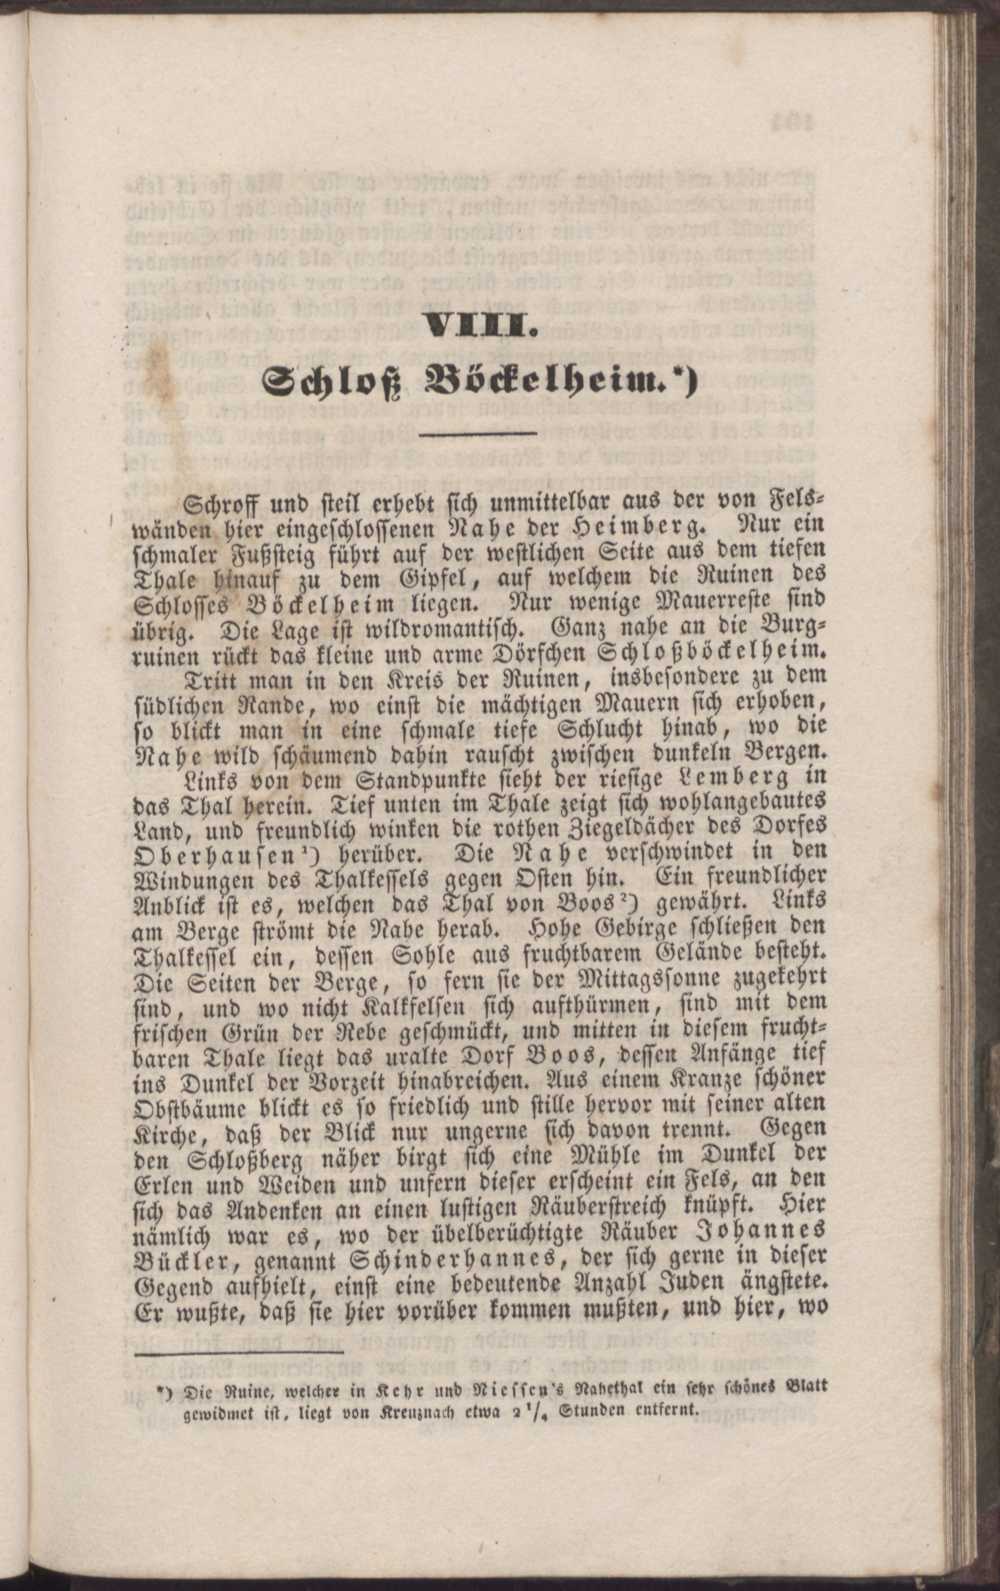 VIII.
Schloß Böckelheim.*)
Schroff und steil erhebt sich unmittelbar aus der von Fels-
wänden hier eingeschlossenen Nahe der Heimberg. Nur ein
schmaler Fußsteig führt auf der westlichen Seite aus dem tiefen
Thale hinauf zu dem Gipfel, auf welchem die Ruinen des
Schlosses Böckelheim liegen. Nur wenige Mauerreste sind
übrig. Die Lage ist wildromantisch. Ganz nahe an die Burg-
ruinen rückt das kleine und arme Dörfchen Schloßböckelheim.
Tritt man in den Kreis der Ruinen, insbesondere zu dem
südlichen Rande, wo einst die mächtigen Mauern sich erhoben,
so blickt man in eine schmale tiefe Schlucht hinab, wo die
Nahe wild schäumend dahin rauscht zwischen dunkeln Bergen.
Links von dem Standpunkte sieht der riesige Lemberg in
das Thal herein. Tief unten im Thale zeigt sich wohlangebautes
Land, und freundlich winken die rothen Ziegeldächer des Dorfes
Oberhausen¹) herüber. Die Nahe verschwindet in den
Windungen des Thalkessels gegen Osten hin. Ein freundlicher
Anblick ist es, welchen das Thal von Boos²) gewährt. Links
am Berge strömt die Nahe herab. Hohe Gebirge schließen den
Thalkessel ein, dessen Sohle aus fruchtbarem Gelände besteht.
Die Seiten der Berge, so fern sie der Mittagssonne zugekehrt
sind, und wo nicht Kalkfelsen sich aufthürmen, sind mit dem
frischen Grün der Rebe geschmückt, und mitten in diesem frucht-
baren Thale liegt das uralte Dorf Boos, dessen Anfänge tief
ins Dunkel der Vorzeit hinabreichen. Aus einem Kranze schöner
Obstbäume blickt es so friedlich und stille hervor mit seiner alten
Kirche, daß der Blick nur ungerne sich davon trennt. Gegen
den Schloßberg näher birgt sich eine Mühle im Dunkel der
Erlen und Weiden und unfern dieser erscheint ein Fels, an den
sich das Andenken an einen lustigen Räuberstreich knüpft. Hier
nämlich war es, wo der übelberüchtigte Räuber Johannes
Bückler, genannt Schinderhannes, der sich gerne in dieser
Gegend aufhielt, einst eine bedeutende Anzahl Juden ängstete.
Er wußte, daß sie hier vorüber kommen mußten, und hier, wo
*) Die Ruine, welcher in Kehr und Niessen's Nahethal ein sehr schönes Blatt
gewidmet ist, liegt von Kreuznach etwa 2 1/4 Stunden entfernt.